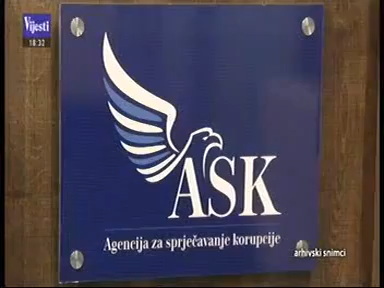 Vijesti
18:32
ASK
Agencija za sprječavanje korupcije
arhivski snimci